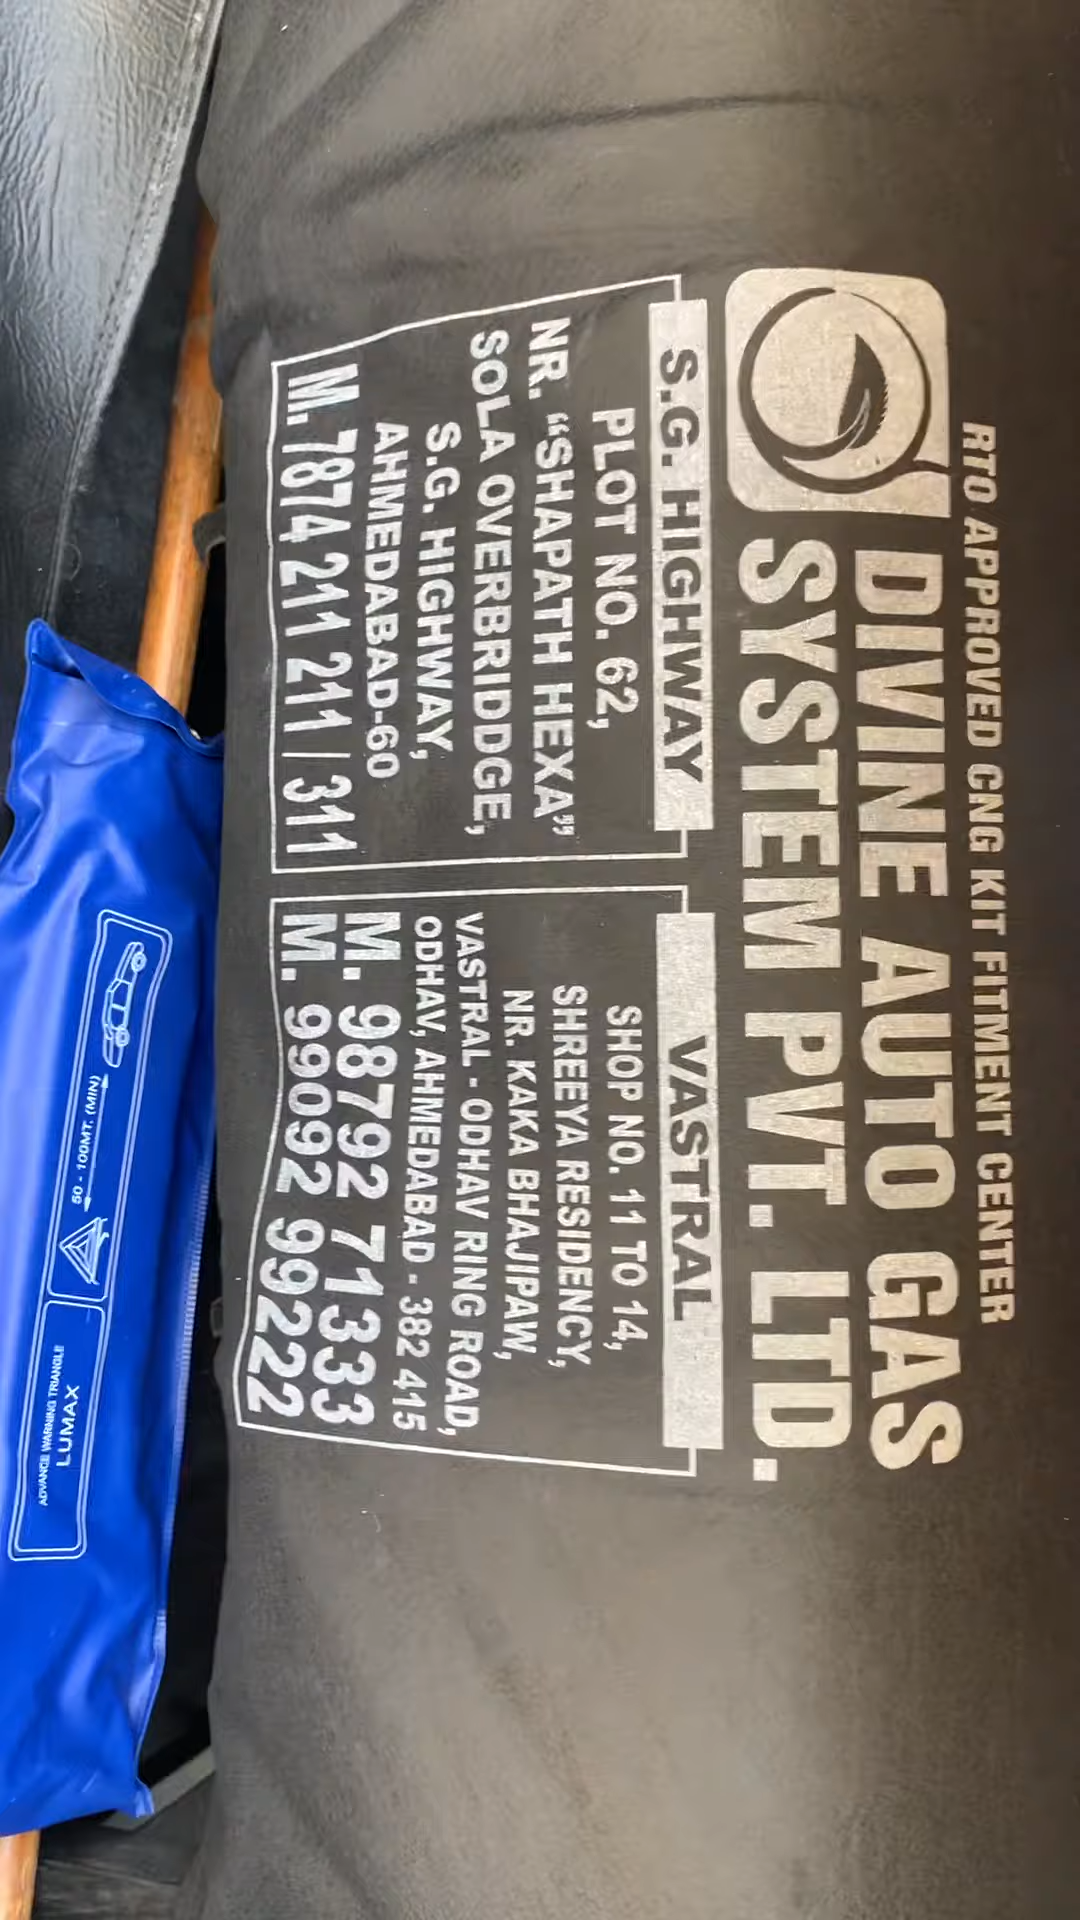 RTO APPROVED CNG KIT FITMENT CENTER
DIVINE AUTO GAS
SYSTEM PVT. LTD.
S.G. HIGHWAY
PLOT NO. 62,
NR. “SHAPATH HEXA”
SOLA OVERBRIDDGE,
S.G. HIGHWAY,
AHMEDABAD-60
M. 7874 211 211 / 311
VASTRAL
SHOP NO. 11 TO 14,
SHREEYA RESIDENCY,
NR. KAKA BHAJIPAW,
VASTRAL - ODHAV RING ROAD,
ODHAV, AHMEDABAD - 382 415
M. 98792 71333
M. 99092 99222
50 - 100MT. (MIN)
ADVANCE WARNING TRIANGLE
LUMAX